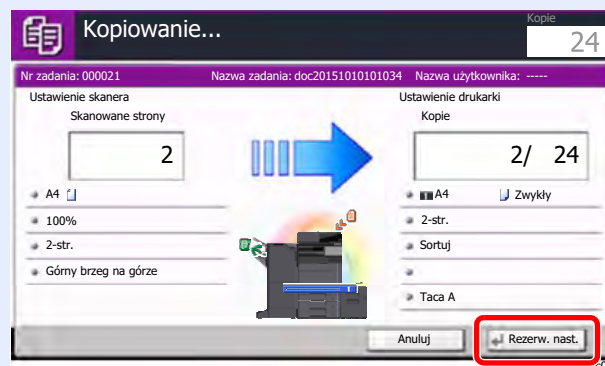 Kopiowanie...
Kopie
24
Nr zadania: 000021 Nazwa zadania: doc20151010101034 Nazwa użytkownika: -----
Ustawienie skanera
Skanowane strony
2
A4
100%
2-str.
Górny brzeg na górze
Ustawienie drukarki
Kopie
2/ 24
A4 Zwykły
2-str.
Sortuj
Taca A
Anuluj
Rezerw. nast.